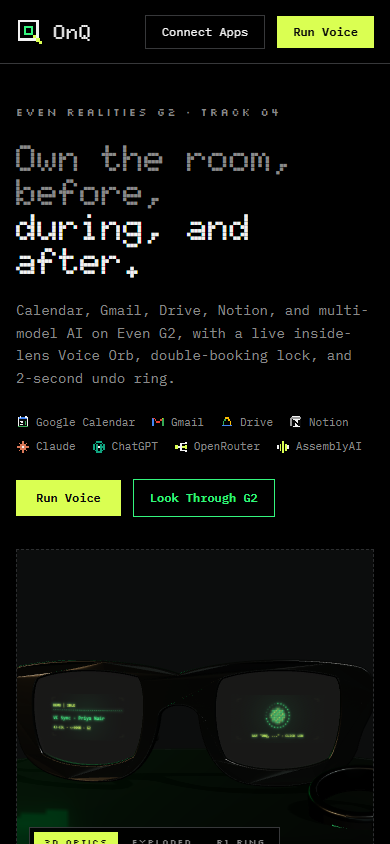 OnQ
Connect Apps
Run Voice
EVEN REALITIES G2 · TRACK 04
Own the room,
before,
during, and
after.
Calendar, Gmail, Drive, Notion, and multi-
model AI on Even G2, with a live inside-
lens Voice Orb, double-booking lock, and
2-second undo ring.
Google Calendar Gmail Drive Notion
Claude ChatGPT OpenRouter AssemblyAI
Run Voice
Look Through G2
3D OPTICS EXPLODED R1 RING